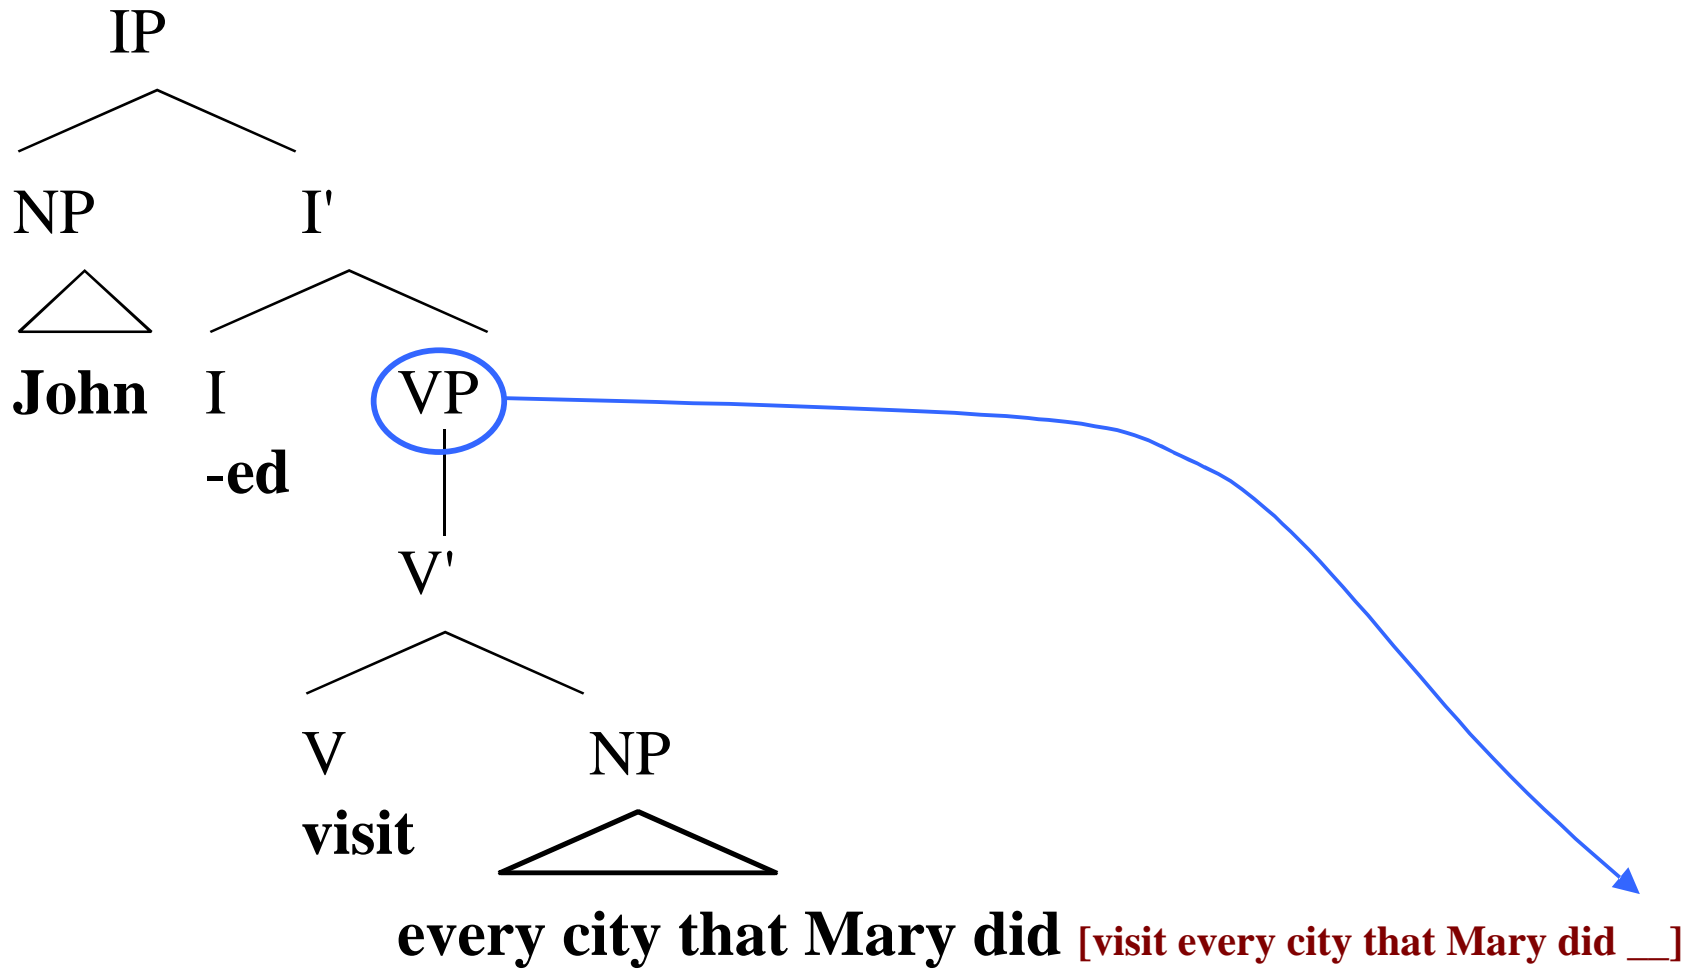 IP
NP I'
John I VP
-ed
V'
V NP
visit
every city that Mary did [visit every city that Mary did __]